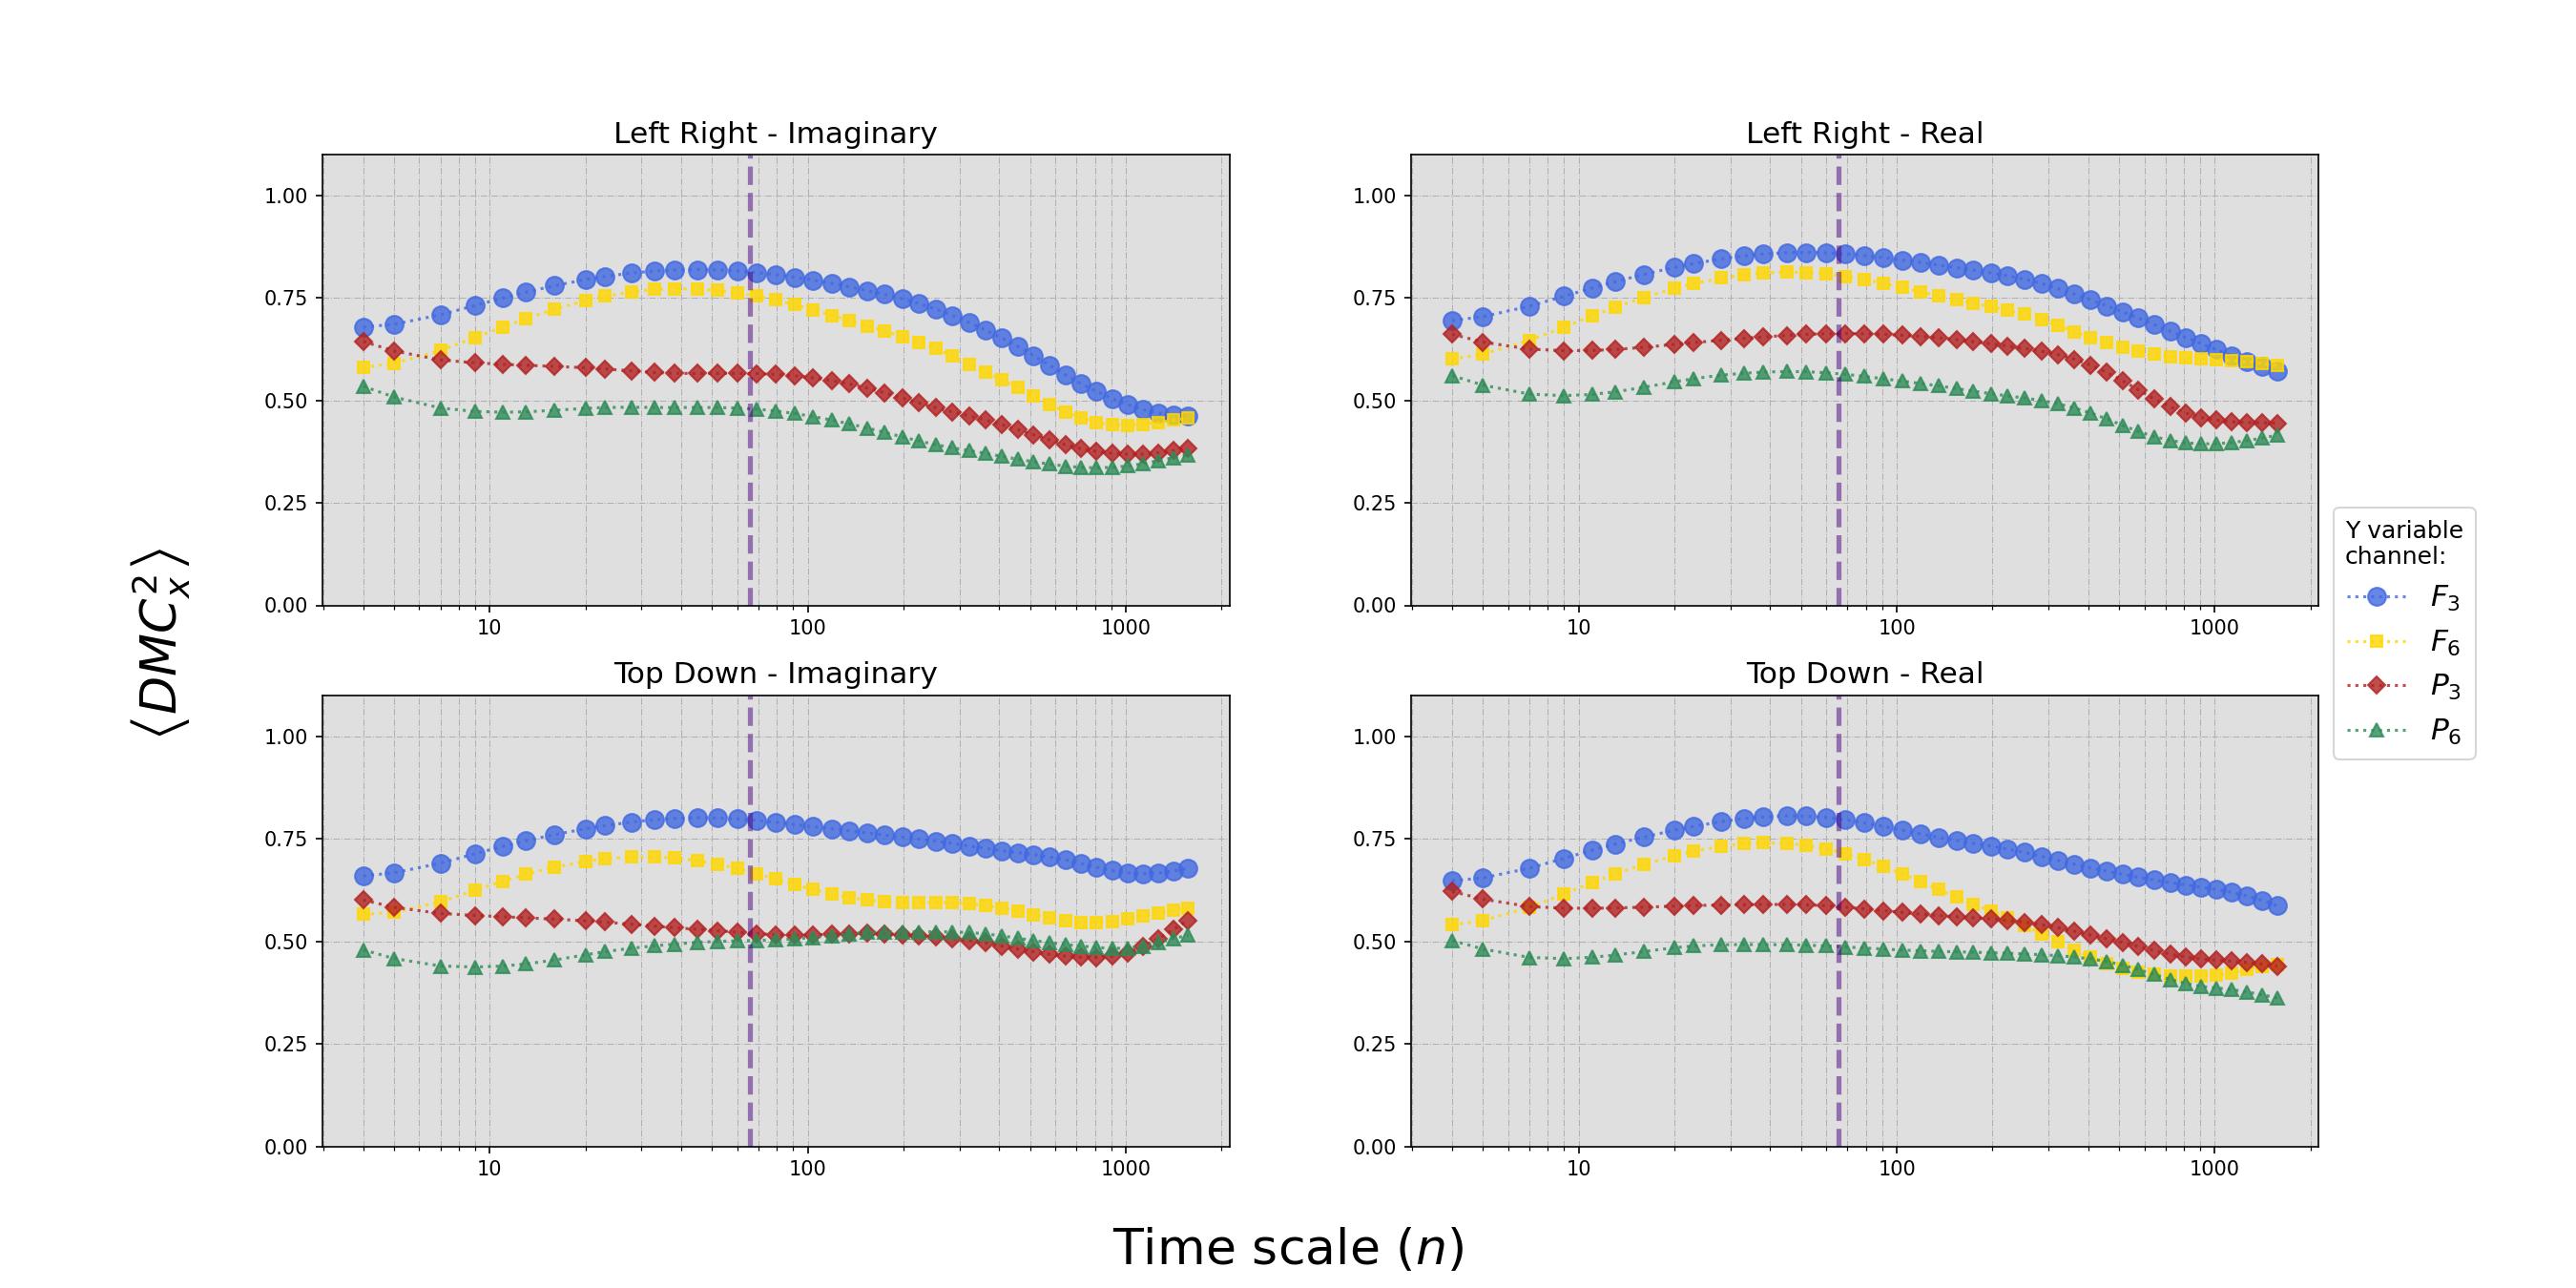 Left Right - Imaginary
1.00
0.75
0.50
0.25
0.00
10 100 1000
Left Right - Real
1.00
0.75
0.50
0.25
0.00
10 100 1000
Top Down - Imaginary
1.00
0.75
0.50
0.25
0.00
10 100 1000
Top Down - Real
1.00
0.75
0.50
0.25
0.00
10 100 1000
⟨DMC²ₓ⟩
Time scale (n)
Y variable
channel:
F₃
F₆
P₃
P₆